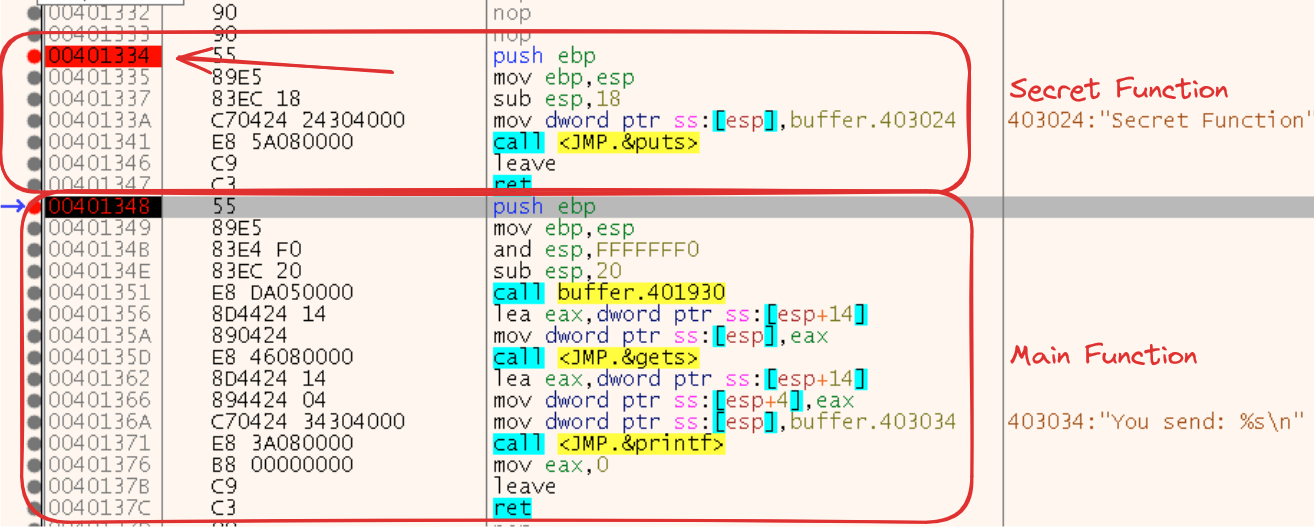 00401332 90 nop
00401333 90 nop
00401334 55 push ebp
00401335 89E5 mov ebp,esp
00401337 83EC 18 sub esp,18
Secret Function
0040133A C70424 24304000 mov dword ptr ss:[esp],buffer.403024 403024:"Secret Function"
00401341 E8 5A080000 call <JMP.&puts>
00401346 C9 leave
00401347 C3 ret
00401348 55 push ebp
00401349 89E5 mov ebp,esp
0040134B 83E4 F0 and esp,FFFFFFF0
0040134E 83EC 20 sub esp,20
00401351 E8 DA050000 call buffer.401930
00401356 8D4424 14 lea eax,dword ptr ss:[esp+14]
0040135A 890424 mov dword ptr ss:[esp],eax
0040135D E8 46080000 call <JMP.&gets>
Main Function
00401362 8D4424 14 lea eax,dword ptr ss:[esp+14]
00401366 894424 04 mov dword ptr ss:[esp+4],eax
0040136A C70424 34304000 mov dword ptr ss:[esp],buffer.403034 403034:"You send: %s\n"
00401371 E8 3A080000 call <JMP.&printf>
00401376 B8 00000000 mov eax,0
0040137B C9 leave
0040137C C3 ret